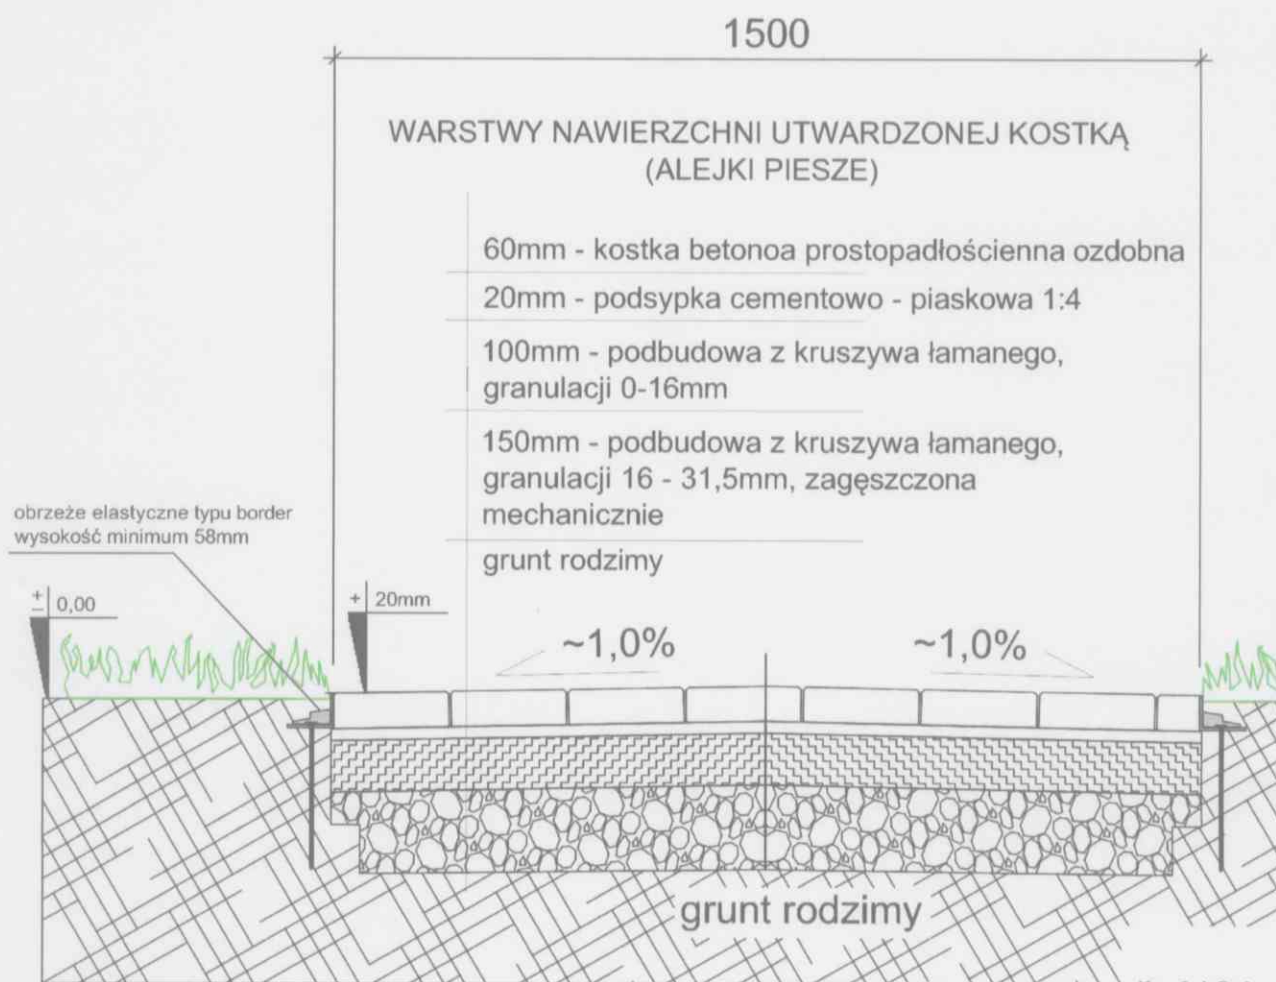 1500
WARSTWY NAWIERZCHNI UTWARDZONEJ KOSTKĄ
(ALEJKI PIESZE)
60mm - kostka betonoa prostopadłościenna ozdobna
20mm - podsypka cementowo - piaskowa 1:4
100mm - podbudowa z kruszywa łamanego,
granulacji 0-16mm
150mm - podbudowa z kruszywa łamanego,
granulacji 16 - 31,5mm, zagęszczona
mechanicznie
grunt rodzimy
obrzeże elastyczne typu border
wysokość minimum 58mm
± 0,00
+ 20mm
~1,0% ~1,0%
grunt rodzimy